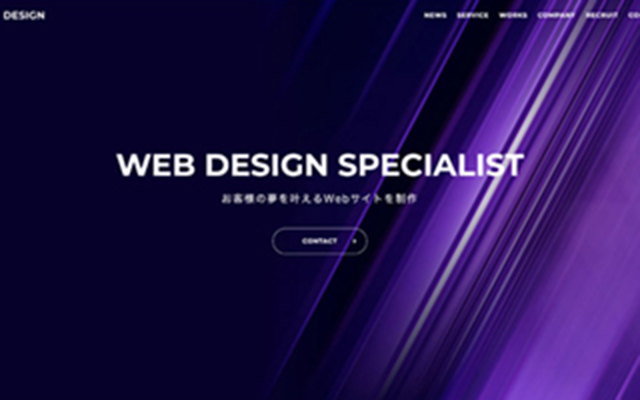 DESIGN
NEWS SERVICE WORKS COMPANY RECRUIT CO
WEB DESIGN SPECIALIST
お客様の夢を叶えるWebサイトを制作
CONTACT